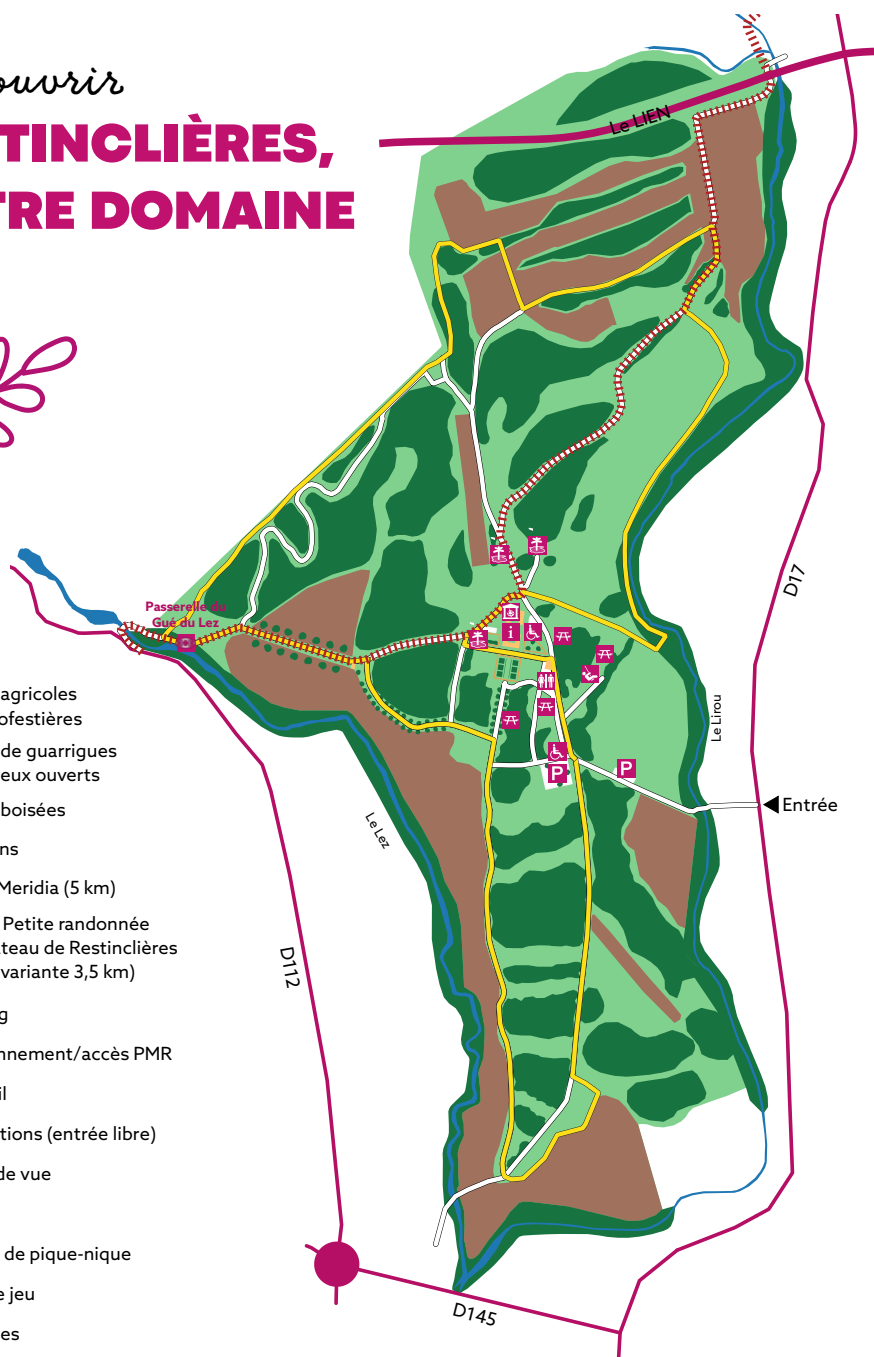 ouvrir
TINCLIÈRES,
TRE DOMAINE
Le LIEN
D17
Passerelle du
Gué du Lez
Le Lirou
Le Lez
D112
D145
P
P
i
Entrée
agricoles
ofestières
de guarrigues
eux ouverts
boisées
ns
Meridia (5 km)
Petite randonnée
teau de Restinclières
variante 3,5 km)
g
nnement/accès PMR
il
tions (entrée libre)
de vue
de pique-nique
e jeu
es